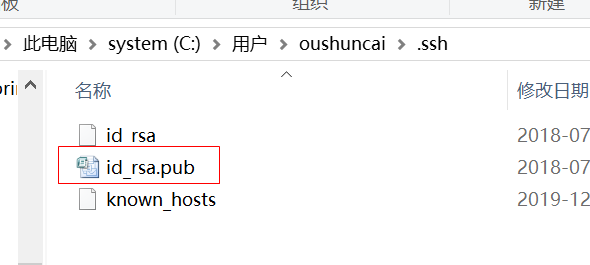 板
组织
新建
此电脑 › system (C:) › 用户 › oushuncai › .ssh
名称
修改日期
id_rsa
2018-07
id_rsa.pub
2018-07
known_hosts
2019-12